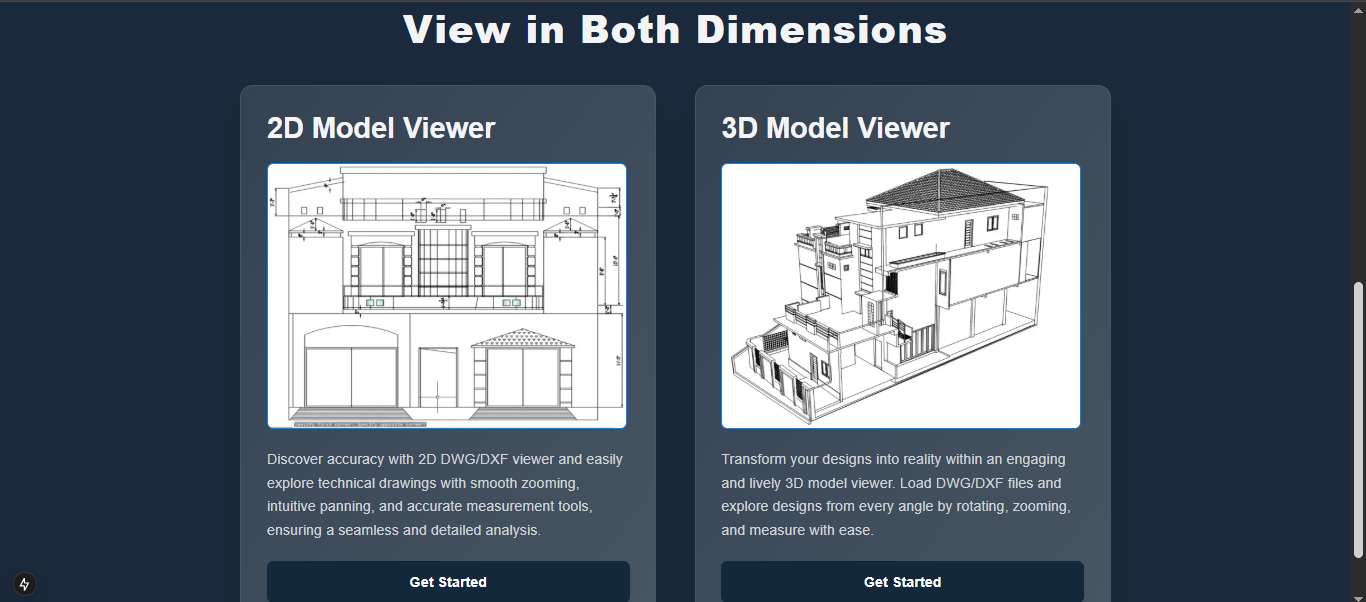 View in Both Dimensions
2D Model Viewer
Discover accuracy with 2D DWG/DXF viewer and easily
explore technical drawings with smooth zooming,
intuitive panning, and accurate measurement tools,
ensuring a seamless and detailed analysis.
Get Started
3D Model Viewer
Transform your designs into reality within an engaging
and lively 3D model viewer. Load DWG/DXF files and
explore designs from every angle by rotating, zooming,
and measure with ease.
Get Started